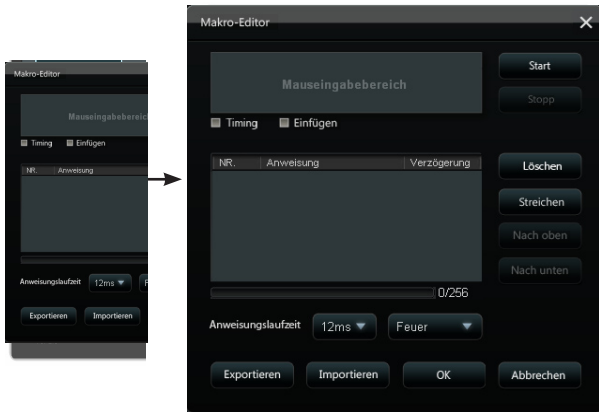 Makro-Editor
Mauseingabebereich
Timing Einfügen
NR. Anweisung
Anweisungslaufzeit 12ms F
Exportieren Importieren
Makro-Editor
Mauseingabebereich
Start
Stopp
Timing Einfügen
NR. Anweisung Verzögerung
Löschen
Streichen
Nach oben
Nach unten
0/256
Anweisungslaufzeit 12ms Feuer
Exportieren Importieren OK Abbrechen